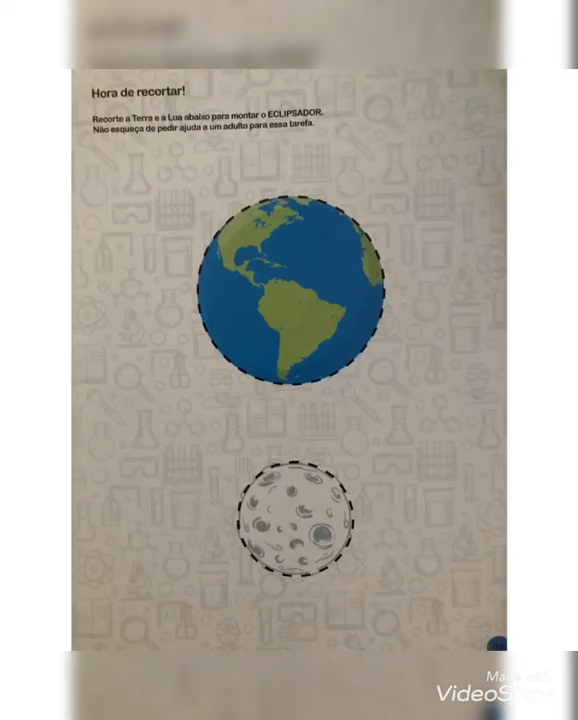 Hora de recortar!
Recorte a Terra e a Lua abaixo para montar o ECLIPSADOR.
Não esqueça de pedir ajuda a um adulto para essa tarefa.
Made with
VideoShow